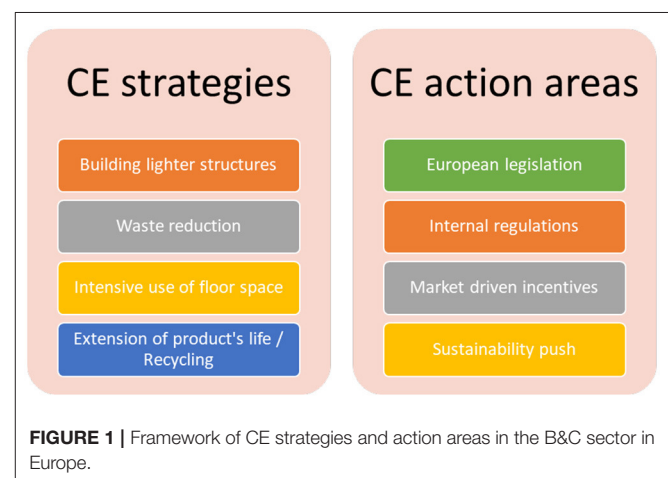 CE strategies
Building lighter structures
Waste reduction
Intensive use of floor space
Extension of product's life /
Recycling
CE action areas
European legislation
Internal regulations
Market driven incentives
Sustainability push
FIGURE 1 | Framework of CE strategies and action areas in the B&C sector in
Europe.